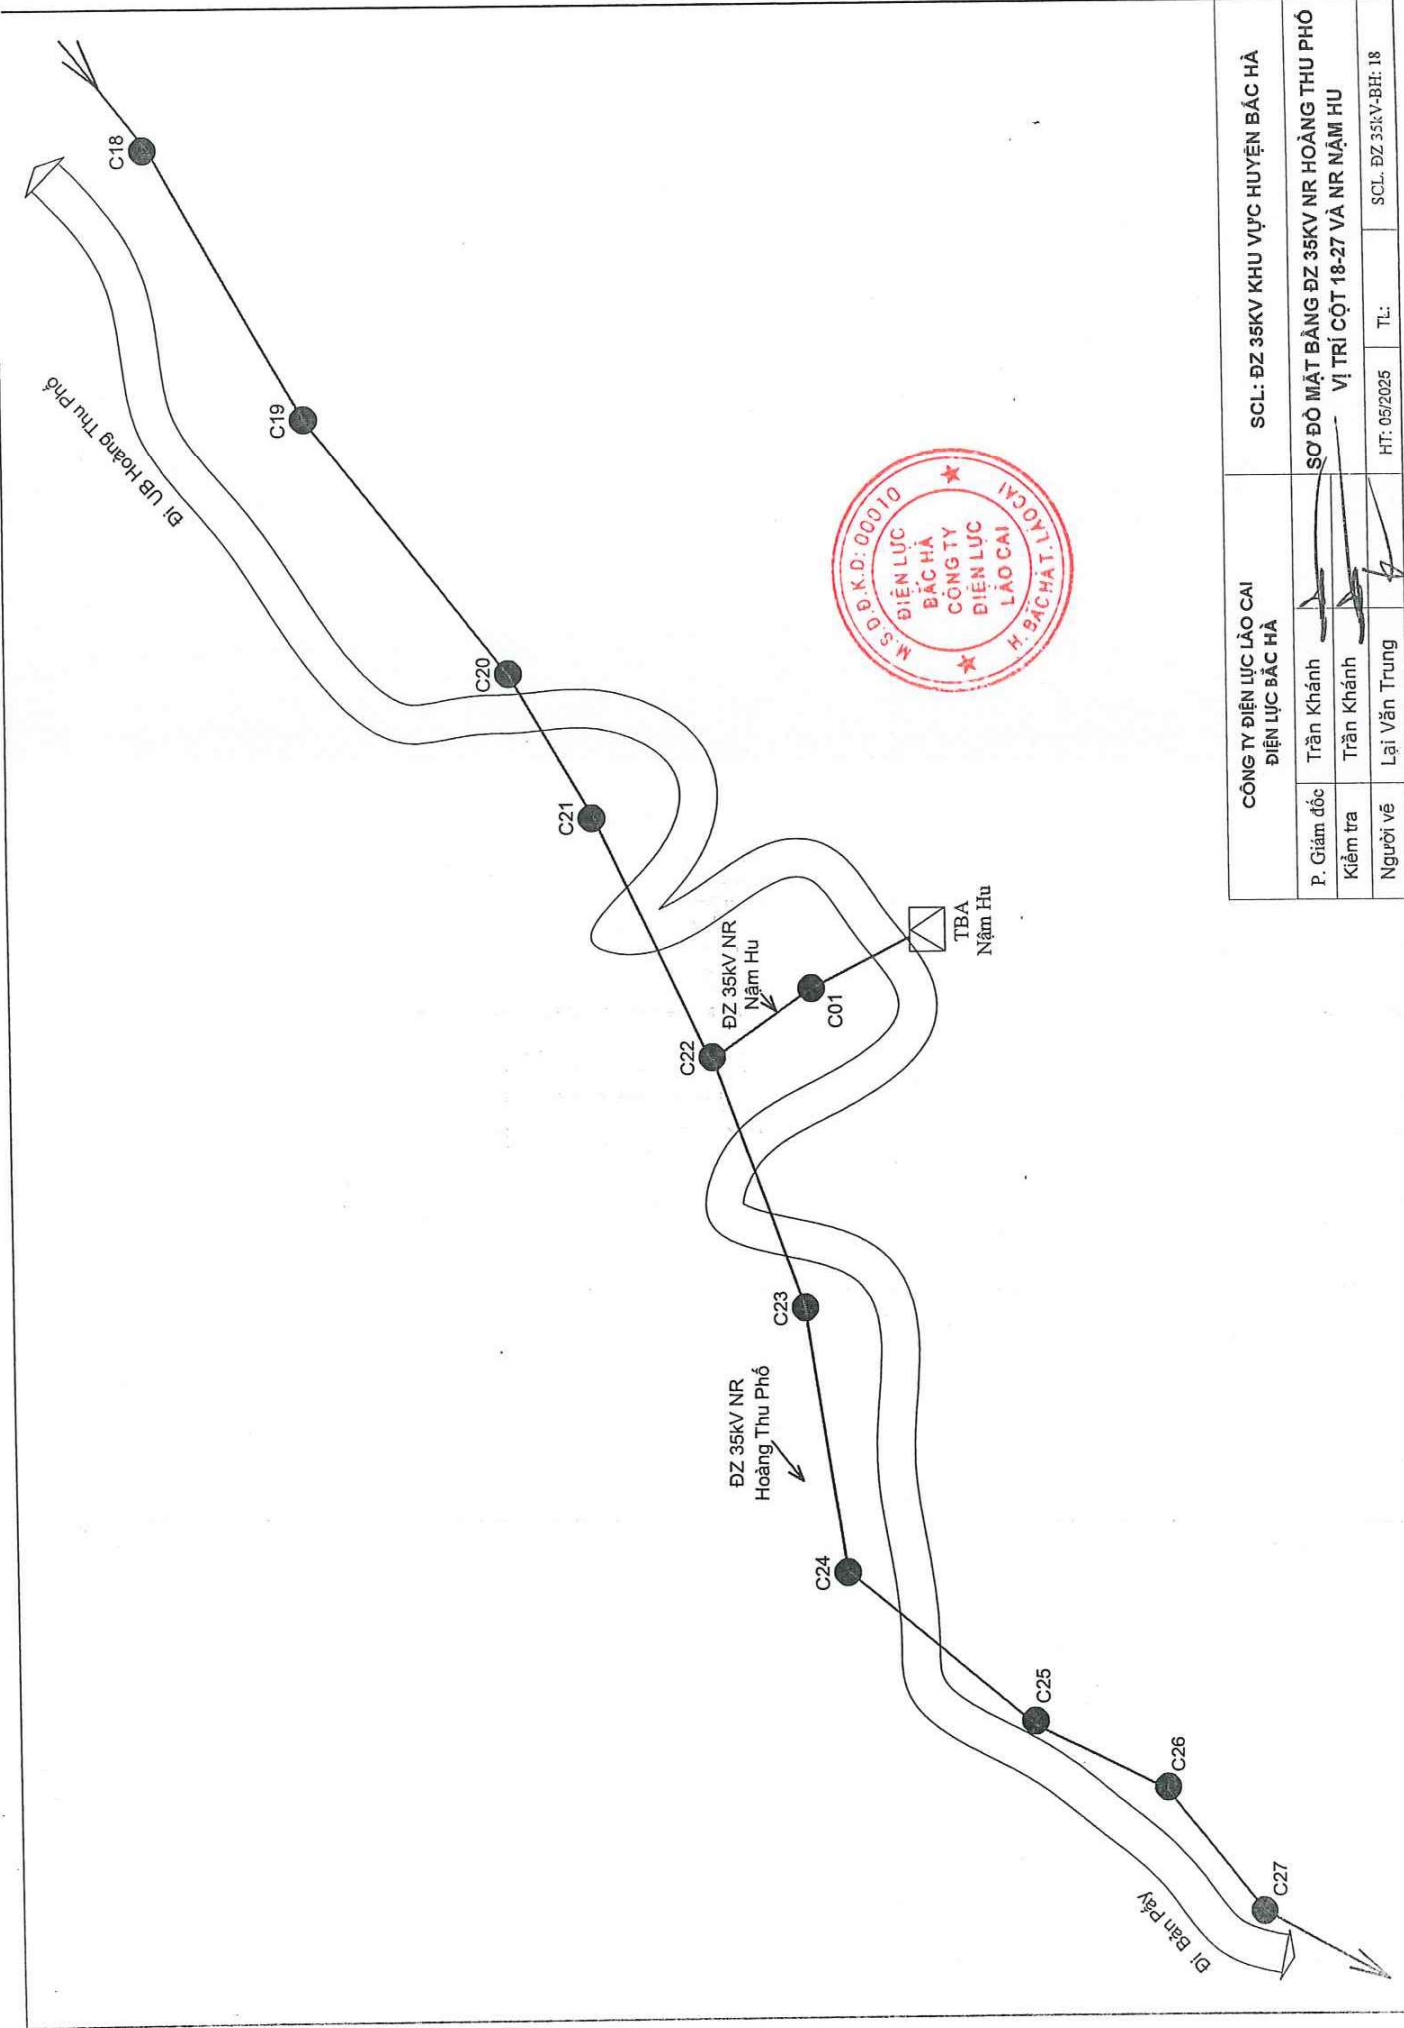 Đi UB Hoàng Thu Phố
C18
C19
C20
C21
C22
ĐZ 35kV NR
Nậm Hu
C01
TBA
Nậm Hu
C23
ĐZ 35kV NR
Hoàng Thu Phố
C24
C25
C26
C27
Đi Bản Pấy
M.S.D.Đ.K.D: 00010
ĐIỆN LỰC
BẮC HÀ
CÔNG TY
ĐIỆN LỰC
LÀO CAI
H. BẮC HÀ T. LÀO CAI
CÔNG TY ĐIỆN LỰC LÀO CAI
ĐIỆN LỰC BẮC HÀ
SCL: ĐZ 35KV KHU VỰC HUYỆN BẮC HÀ
P. Giám đốc Trần Khánh
Kiểm tra Trần Khánh
Người vẽ Lại Văn Trung
SƠ ĐỒ MẶT BẰNG ĐZ 35KV NR HOÀNG THU PHỐ
VỊ TRÍ CỘT 18-27 VÀ NR NẬM HU
HT: 05/2025 TL: SCL. ĐZ 35kV-BH: 18